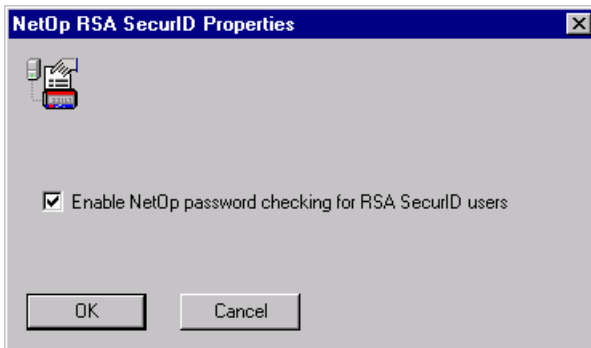 NetOp RSA SecurID Properties
Enable NetOp password checking for RSA SecurID users
OK
Cancel